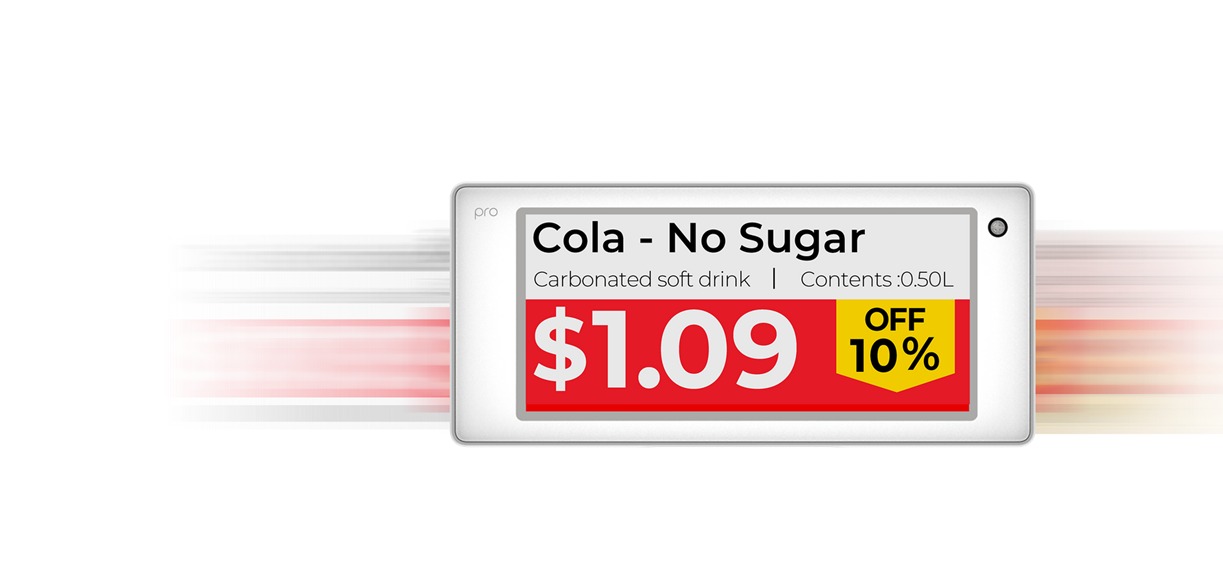 pro
Cola - No Sugar
Carbonated soft drink | Contents :0.50L
$1.09
OFF
10%